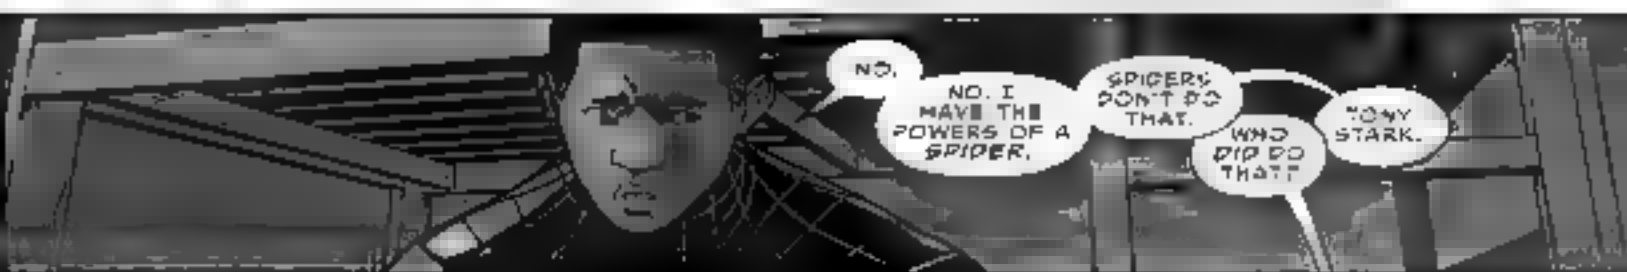 NO.
NO. I
HAVE THE
POWERS OF A
SPIDER.
SPIDERS
DON'T DO
THAT.
WHO
DID DO
THAT?
TONY
STARK.